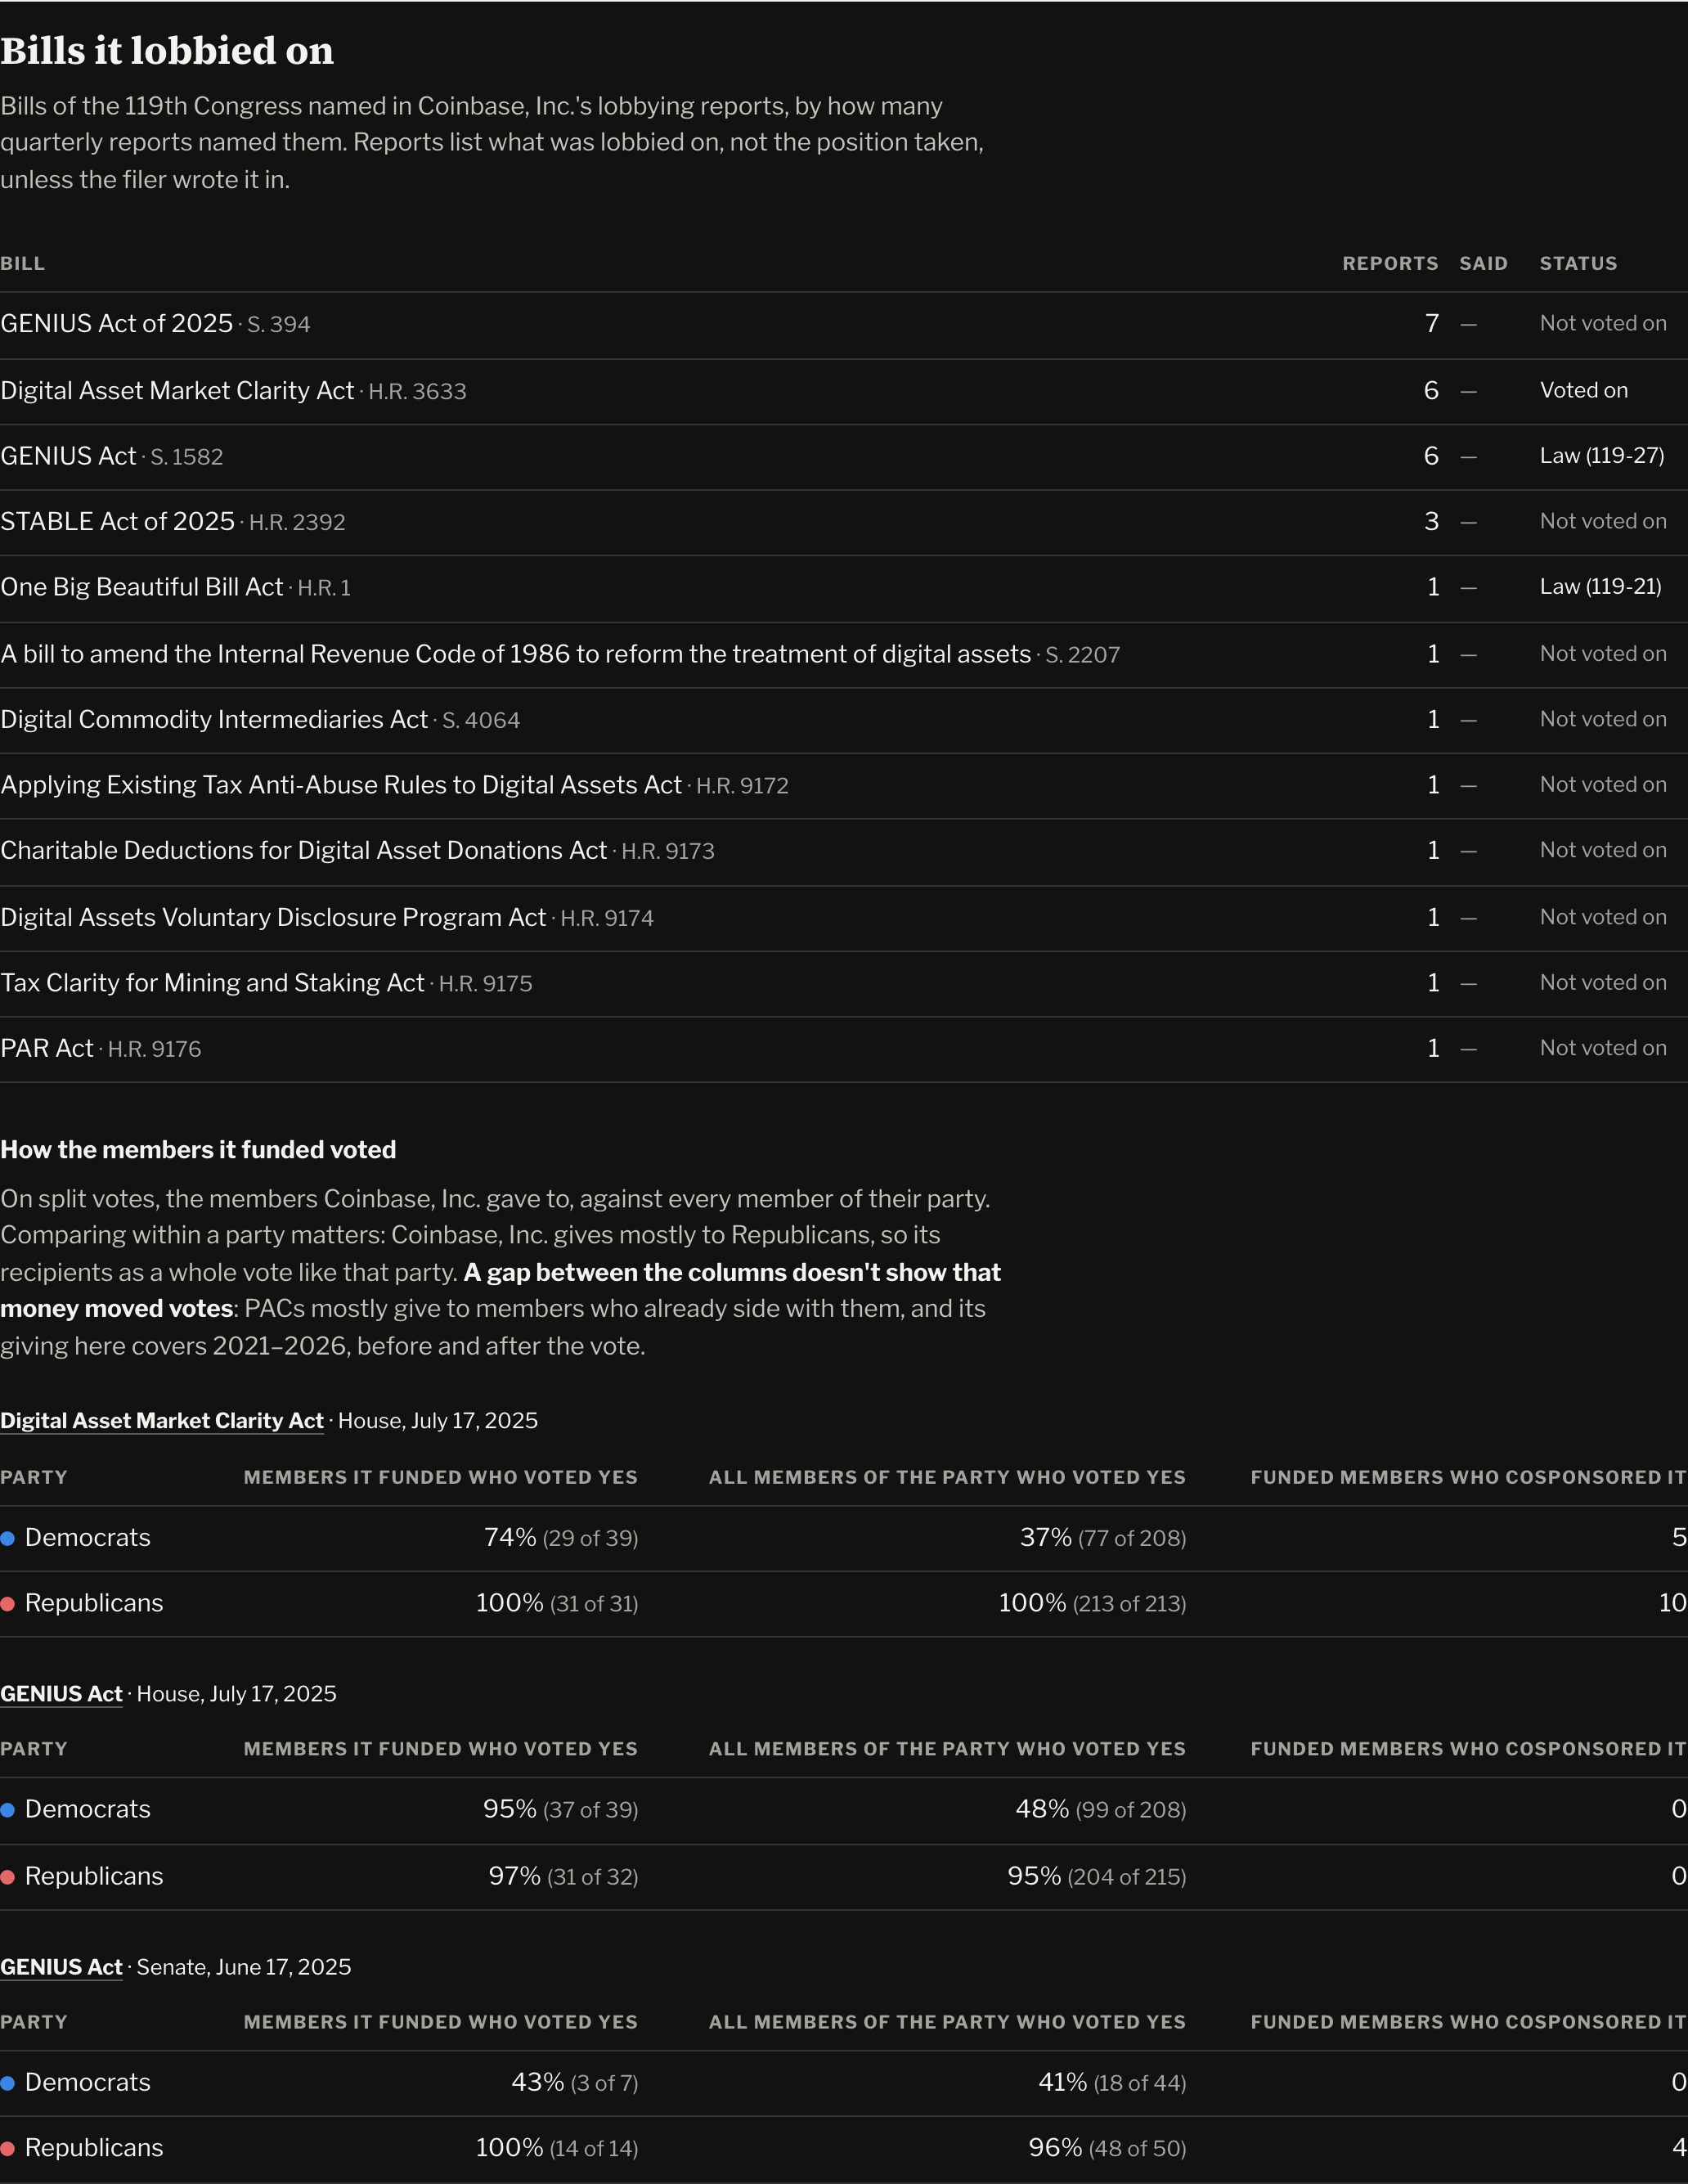 Bills it lobbied on
Bills of the 119th Congress named in Coinbase, Inc.'s lobbying reports, by how many
quarterly reports named them. Reports list what was lobbied on, not the position taken,
unless the filer wrote it in.
BILL REPORTS SAID STATUS
GENIUS Act of 2025 · S. 394 7 — Not voted on
Digital Asset Market Clarity Act · H.R. 3633 6 — Voted on
GENIUS Act · S. 1582 6 — Law (119-27)
STABLE Act of 2025 · H.R. 2392 3 — Not voted on
One Big Beautiful Bill Act · H.R. 1 1 — Law (119-21)
A bill to amend the Internal Revenue Code of 1986 to reform the treatment of digital assets · S. 2207 1 — Not voted on
Digital Commodity Intermediaries Act · S. 4064 1 — Not voted on
Applying Existing Tax Anti-Abuse Rules to Digital Assets Act · H.R. 9172 1 — Not voted on
Charitable Deductions for Digital Asset Donations Act · H.R. 9173 1 — Not voted on
Digital Assets Voluntary Disclosure Program Act · H.R. 9174 1 — Not voted on
Tax Clarity for Mining and Staking Act · H.R. 9175 1 — Not voted on
PAR Act · H.R. 9176 1 — Not voted on
How the members it funded voted
On split votes, the members Coinbase, Inc. gave to, against every member of their party.
Comparing within a party matters: Coinbase, Inc. gives mostly to Republicans, so its
recipients as a whole vote like that party. A gap between the columns doesn't show that
money moved votes: PACs mostly give to members who already side with them, and its
giving here covers 2021–2026, before and after the vote.
Digital Asset Market Clarity Act · House, July 17, 2025
PARTY MEMBERS IT FUNDED WHO VOTED YES ALL MEMBERS OF THE PARTY WHO VOTED YES FUNDED MEMBERS WHO COSPONSORED IT
Democrats 74% (29 of 39) 37% (77 of 208) 5
Republicans 100% (31 of 31) 100% (213 of 213) 10
GENIUS Act · House, July 17, 2025
PARTY MEMBERS IT FUNDED WHO VOTED YES ALL MEMBERS OF THE PARTY WHO VOTED YES FUNDED MEMBERS WHO COSPONSORED IT
Democrats 95% (37 of 39) 48% (99 of 208) 0
Republicans 97% (31 of 32) 95% (204 of 215) 0
GENIUS Act · Senate, June 17, 2025
PARTY MEMBERS IT FUNDED WHO VOTED YES ALL MEMBERS OF THE PARTY WHO VOTED YES FUNDED MEMBERS WHO COSPONSORED IT
Democrats 43% (3 of 7) 41% (18 of 44) 0
Republicans 100% (14 of 14) 96% (48 of 50) 4